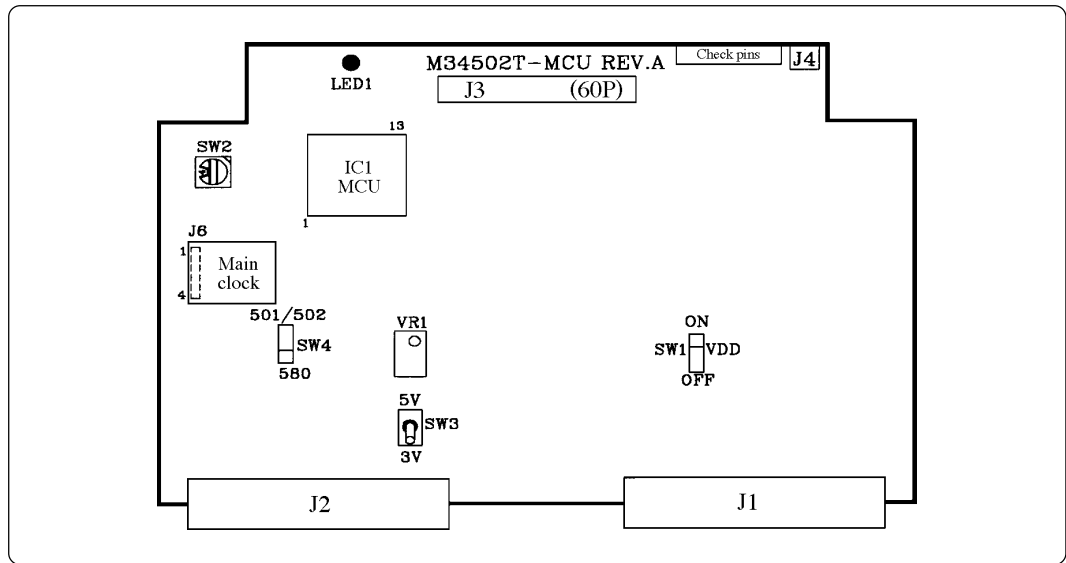 Check pins
J4
M34502T-MCU REV.A
LED1
J3 (60P)
13
SW2
IC1
MCU
1
J6
1
Main
clock
4
501/502
SW4
580
VR1
ON
SW1 VDD
OFF
5V
SW3
3V
J2
J1